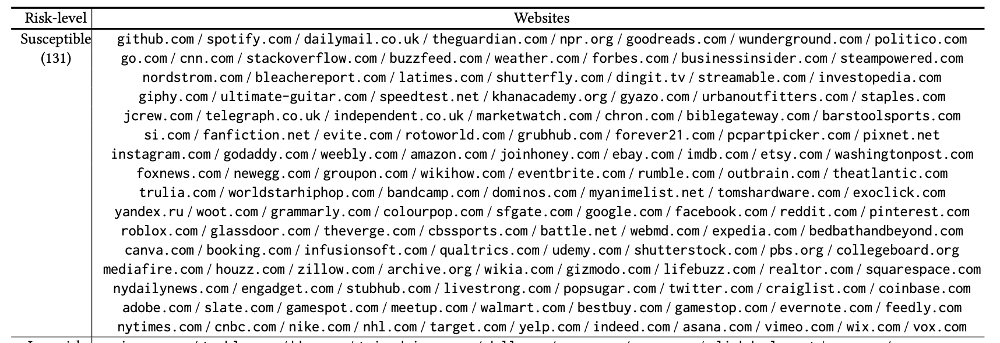 Risk-level Websites
Susceptible github.com / spotify.com / dailymail.co.uk / theguardian.com / npr.org / goodreads.com / wunderground.com / politico.com
(131) go.com / cnn.com / stackoverflow.com / buzzfeed.com / weather.com / forbes.com / businessinsider.com / steampowered.com
nordstrom.com / bleachereport.com / latimes.com / shutterfly.com / dingit.tv / streamable.com / investopedia.com
giphy.com / ultimate-guitar.com / speedtest.net / khanacademy.org / gyazo.com / urbanoutfitters.com / staples.com
jcrew.com / telegraph.co.uk / independent.co.uk / marketwatch.com / chron.com / biblegateway.com / barstoolsports.com
si.com / fanfiction.net / evite.com / rotoworld.com / grubhub.com / forever21.com / pcpartpicker.com / pixnet.net
instagram.com / godaddy.com / weebly.com / amazon.com / joinhoney.com / ebay.com / imdb.com / etsy.com / washingtonpost.com
foxnews.com / newegg.com / groupon.com / wikihow.com / eventbrite.com / rumble.com / outbrain.com / theatlantic.com
trulia.com / worldstarhiphop.com / bandcamp.com / dominos.com / myanimelist.net / tomshardware.com / exoclick.com
yandex.ru / woot.com / grammarly.com / colourpop.com / sfgate.com / google.com / facebook.com / reddit.com / pinterest.com
roblox.com / glassdoor.com / theverge.com / cbssports.com / battle.net / webmd.com / expedia.com / bedbathandbeyond.com
canva.com / booking.com / infusionsoft.com / qualtrics.com / udemy.com / shutterstock.com / pbs.org / collegeboard.org
mediafire.com / houzz.com / zillow.com / archive.org / wikia.com / gizmodo.com / lifebuzz.com / realtor.com / squarespace.com
nydailynews.com / engadget.com / stubhub.com / livestrong.com / popsugar.com / twitter.com / craiglist.com / coinbase.com
adobe.com / slate.com / gamespot.com / meetup.com / walmart.com / bestbuy.com / gamestop.com / evernote.com / feedly.com
nytimes.com / cnbc.com / nike.com / nhl.com / target.com / yelp.com / indeed.com / asana.com / vimeo.com / wix.com / vox.com